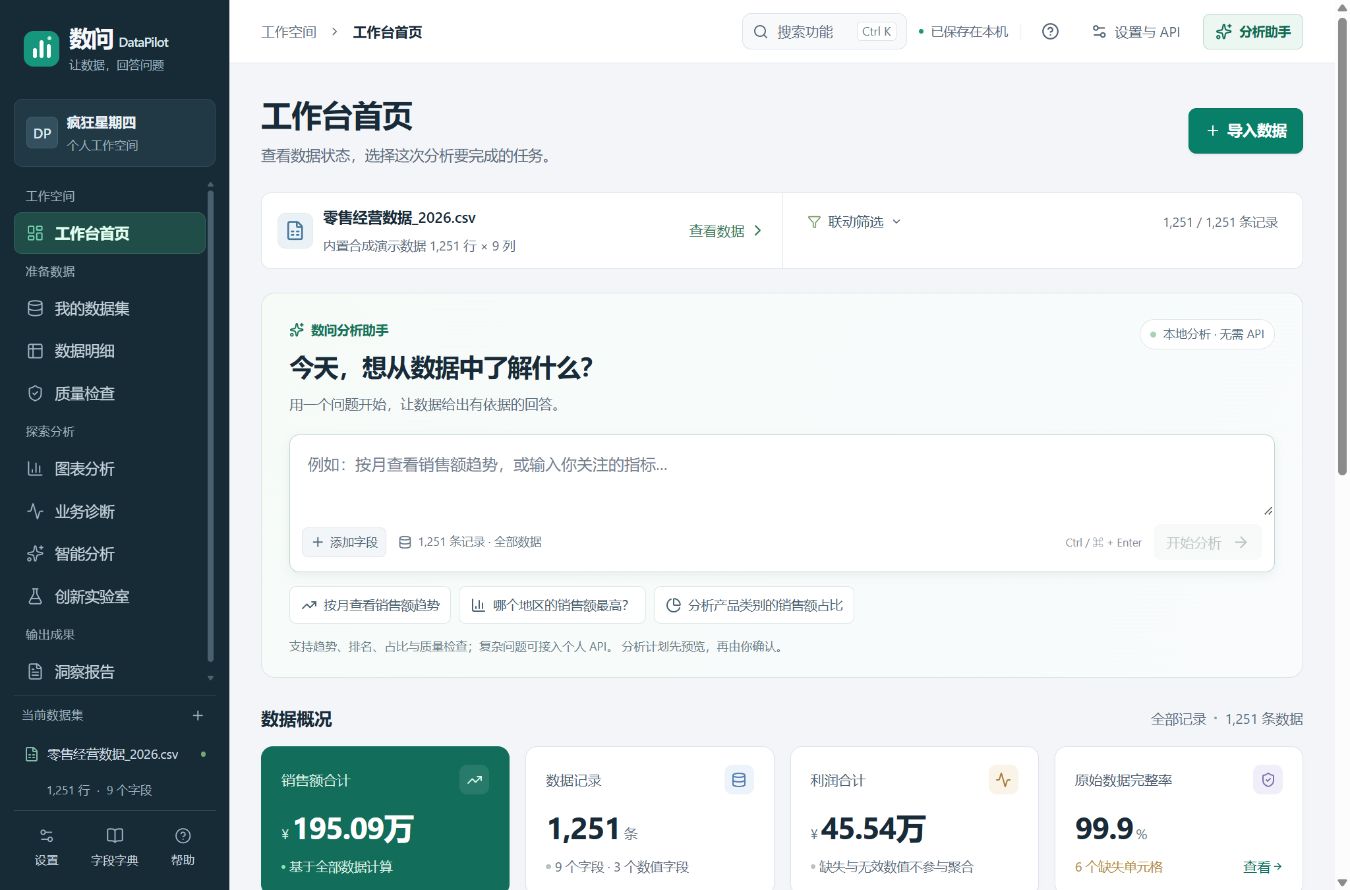 数问 DataPilot
让数据，回答问题
DP
疯狂星期四
个人工作空间
工作空间
工作台首页
准备数据
我的数据集
数据明细
质量检查
探索分析
图表分析
业务诊断
智能分析
创新实验室
输出成果
洞察报告
当前数据集 +
零售经营数据_2026.csv
1,251 行 · 9 个字段
设置 字段字典 帮助
工作空间 > 工作台首页
搜索功能 Ctrl K
已保存在本机
设置与 API
分析助手
工作台首页
查看数据状态，选择这次分析要完成的任务。
+ 导入数据
零售经营数据_2026.csv
内置合成演示数据 1,251 行 × 9 列
查看数据 >
联动筛选
1,251 / 1,251 条记录
数问分析助手
本地分析 · 无需 API
今天，想从数据中了解什么？
用一个问题开始，让数据给出有依据的回答。
例如：按月查看销售额趋势，或输入你关注的指标...
+ 添加字段
1,251 条记录 · 全部数据
Ctrl / ⌘ + Enter
开始分析 →
按月查看销售额趋势
哪个地区的销售额最高？
分析产品类别的销售额占比
支持趋势、排名、占比与质量检查；复杂问题可接入个人 API。 分析计划先预览，再由你确认。
数据概况
全部记录 · 1,251 条数据
销售额合计
¥ 195.09万
• 基于全部数据计算
数据记录
1,251 条
• 9 个字段 · 3 个数值字段
利润合计
¥ 45.54万
• 缺失与无效数值不参与聚合
原始数据完整率
99.9 %
6 个缺失单元格
查看→